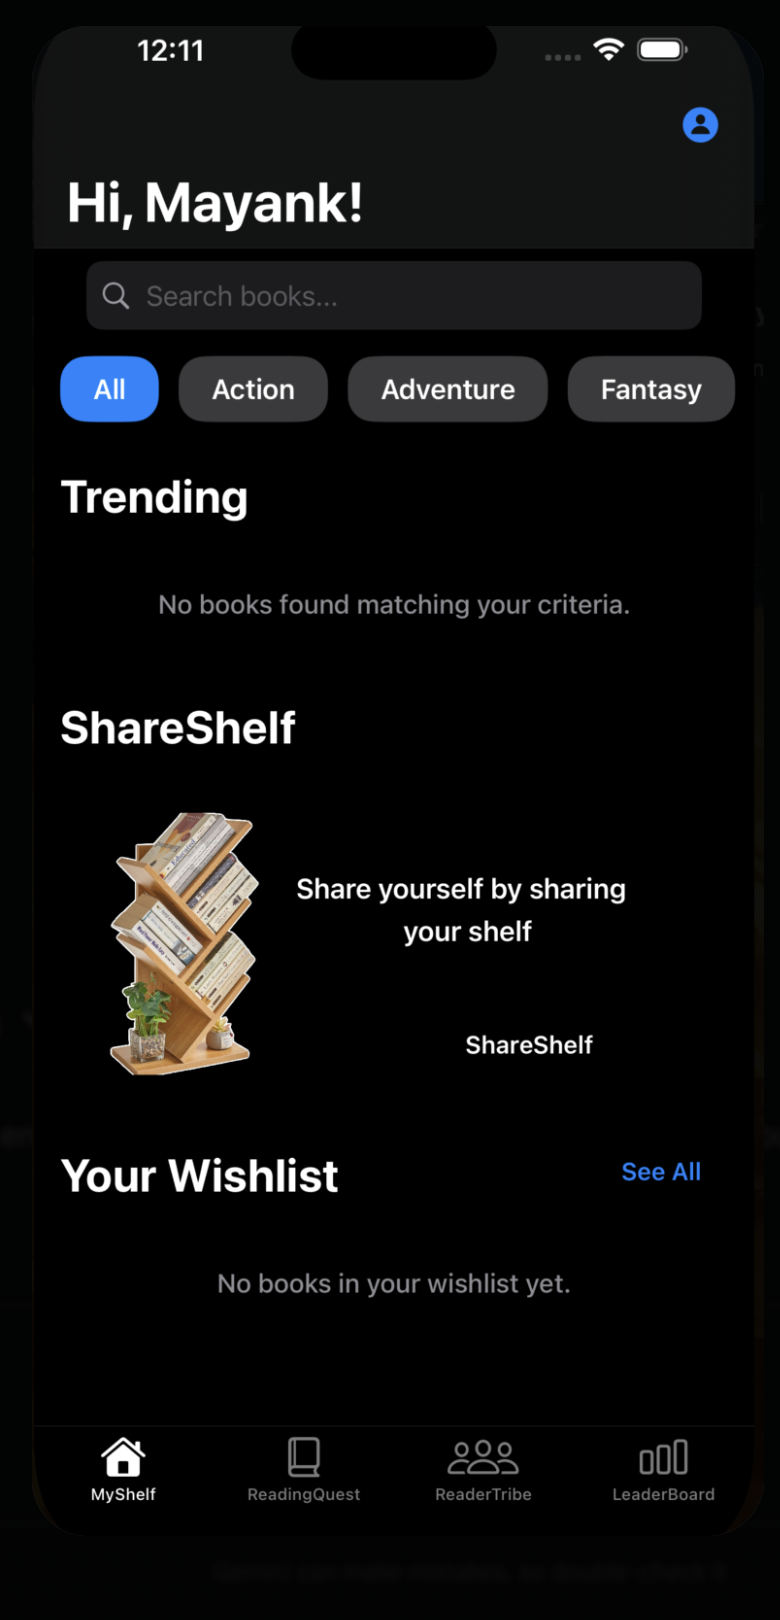 12:11
Hi, Mayank!
Search books...
All Action Adventure Fantasy
Trending
No books found matching your criteria.
ShareShelf
Share yourself by sharing
your shelf
ShareShelf
Your Wishlist See All
No books in your wishlist yet.
MyShelf ReadingQuest ReaderTribe LeaderBoard